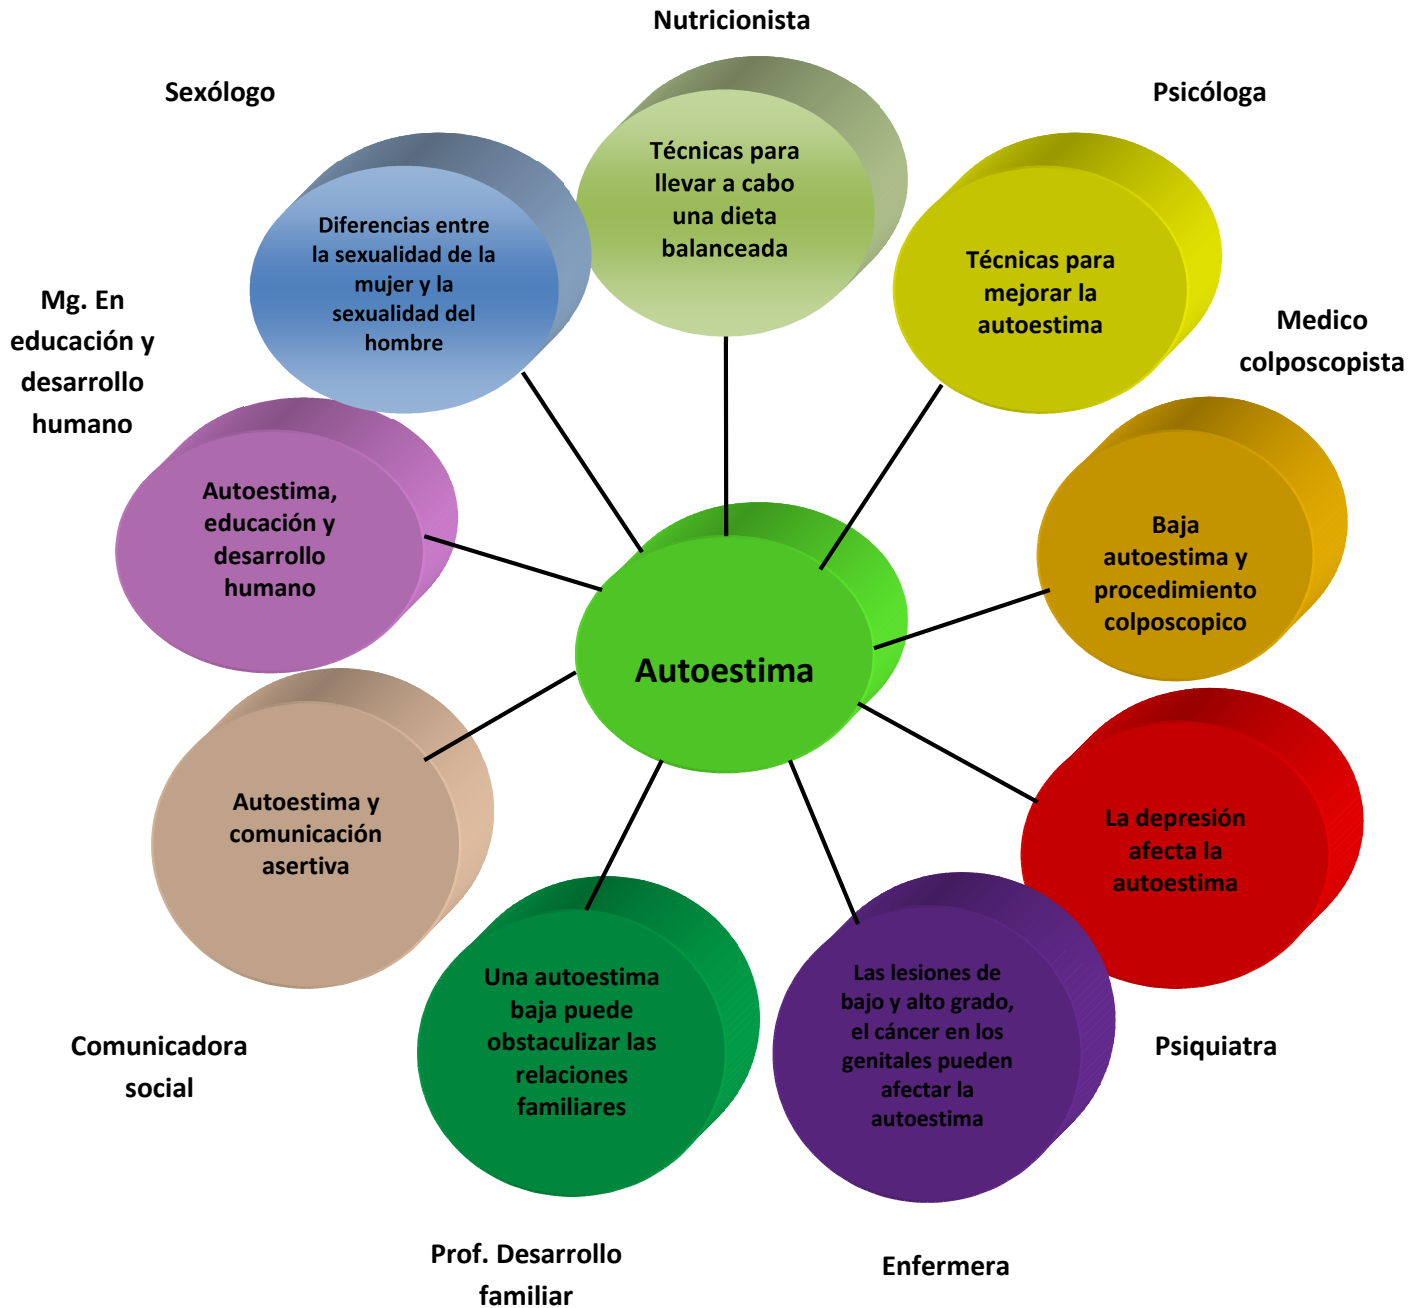 Nutricionista
Sexólogo
Psicóloga
Técnicas para
llevar a cabo
una dieta
balanceada
Diferencias entre
la sexualidad de la
mujer y la
sexualidad del
hombre
Técnicas para
mejorar la
autoestima
Mg. En
educación y
desarrollo
humano
Medico
colposcopista
Autoestima,
educación y
desarrollo
humano
Baja
autoestima y
procedimiento
colposcopico
Autoestima
Autoestima y
comunicación
asertiva
La depresión
afecta la
autoestima
Una autoestima
baja puede
obstaculizar las
relaciones
familiares
Las lesiones de
bajo y alto grado,
el cáncer en los
genitales pueden
afectar la
autoestima
Comunicadora
social
Psiquiatra
Prof. Desarrollo
familiar
Enfermera